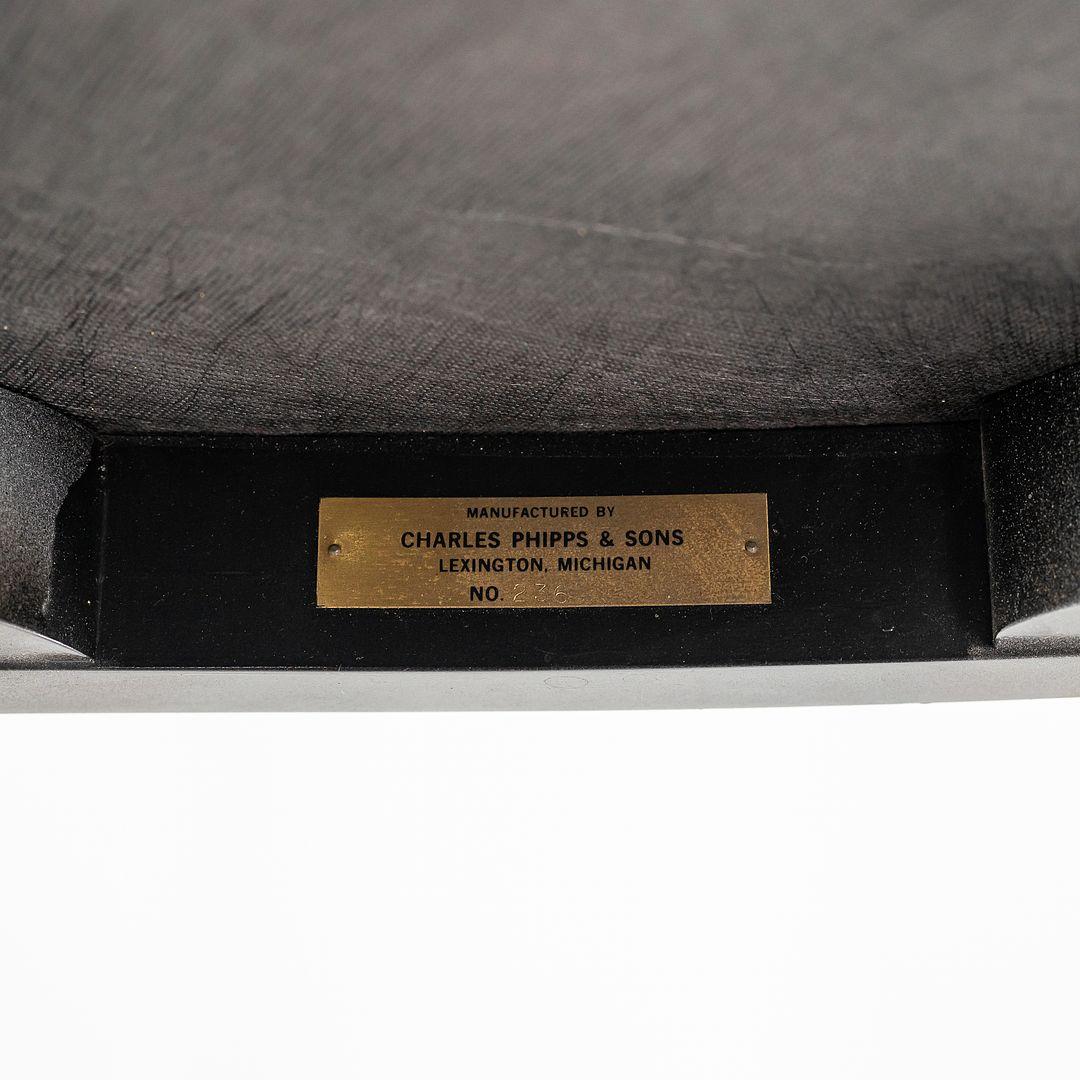 MANUFACTURED BY
CHARLES PHIPPS & SONS
LEXINGTON, MICHIGAN
NO. 236